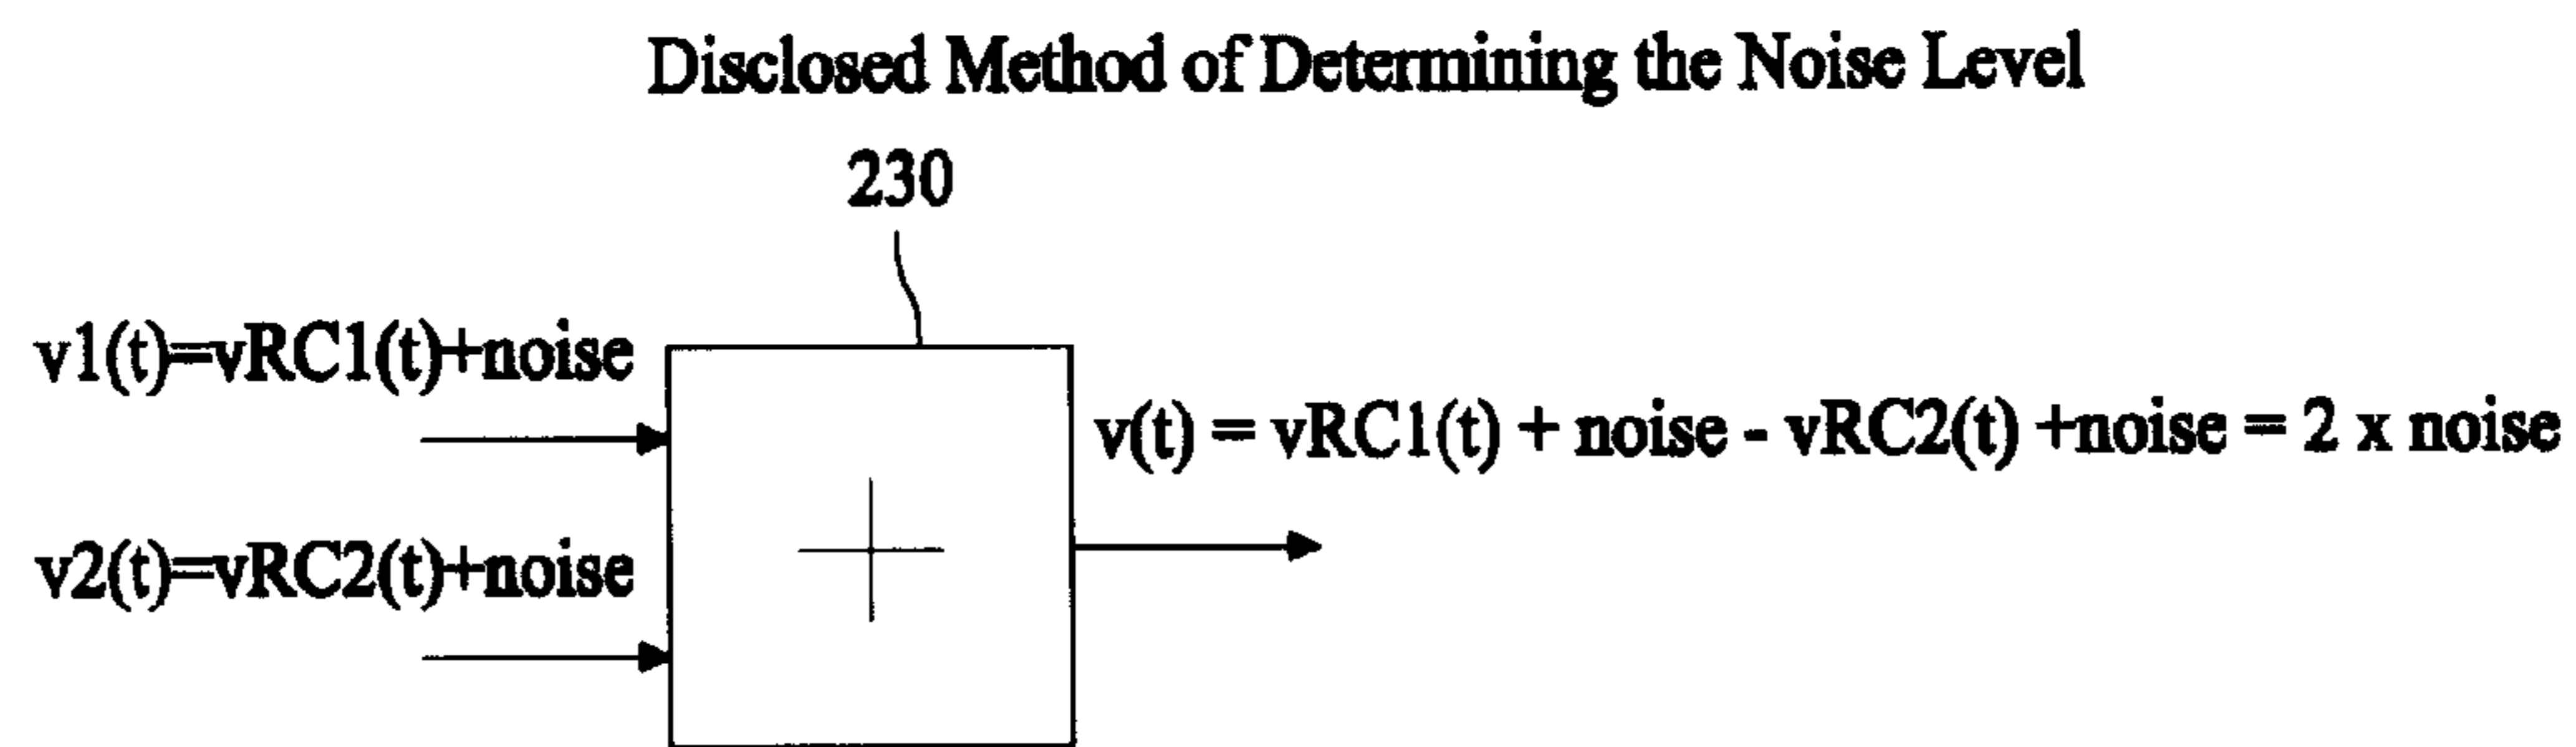 Disclosed Method of Determining the Noise Level
230
v1(t)=vRC1(t)+noise
v(t) = vRC1(t) + noise - vRC2(t) +noise = 2 x noise
v2(t)=vRC2(t)+noise